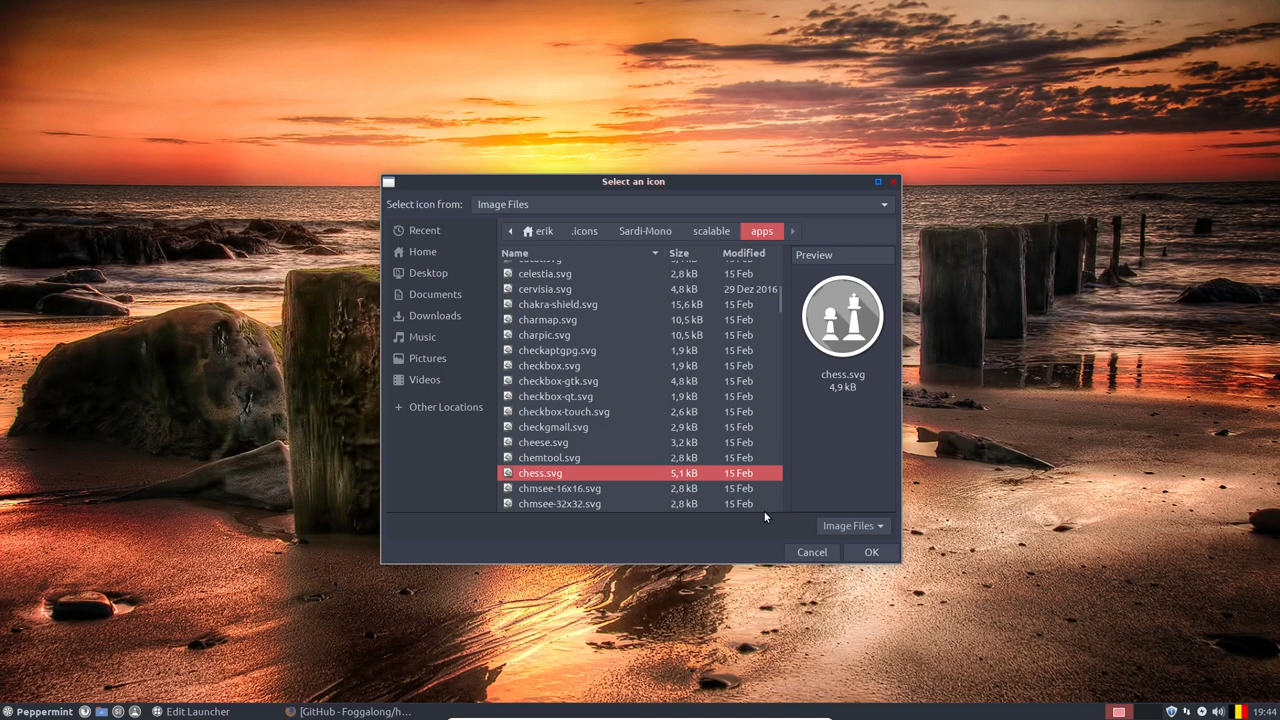 Select an icon
Select icon from: Image Files
Recent
Home
Desktop
Documents
Downloads
Music
Pictures
Videos
Other Locations
erik .icons Sardi-Mono scalable apps
Name Size Modified
celestia.svg 2,8 kB 15 Feb
cervisia.svg 4,8 kB 29 Dez 2016
chakra-shield.svg 15,6 kB 15 Feb
charmap.svg 10,5 kB 15 Feb
charpic.svg 10,5 kB 15 Feb
checkaptgpg.svg 1,9 kB 15 Feb
checkbox.svg 1,9 kB 15 Feb
checkbox-gtk.svg 4,8 kB 15 Feb
checkbox-qt.svg 1,9 kB 15 Feb
checkbox-touch.svg 2,6 kB 15 Feb
checkgmail.svg 2,9 kB 15 Feb
cheese.svg 3,2 kB 15 Feb
chemtool.svg 2,8 kB 15 Feb
chess.svg 5,1 kB 15 Feb
chmsee-16x16.svg 2,8 kB 15 Feb
chmsee-32x32.svg 2,8 kB 15 Feb
Preview
chess.svg
4,9 kB
Image Files
Cancel OK
Peppermint Edit Launcher [GitHub - Foggalong/h... 19:44